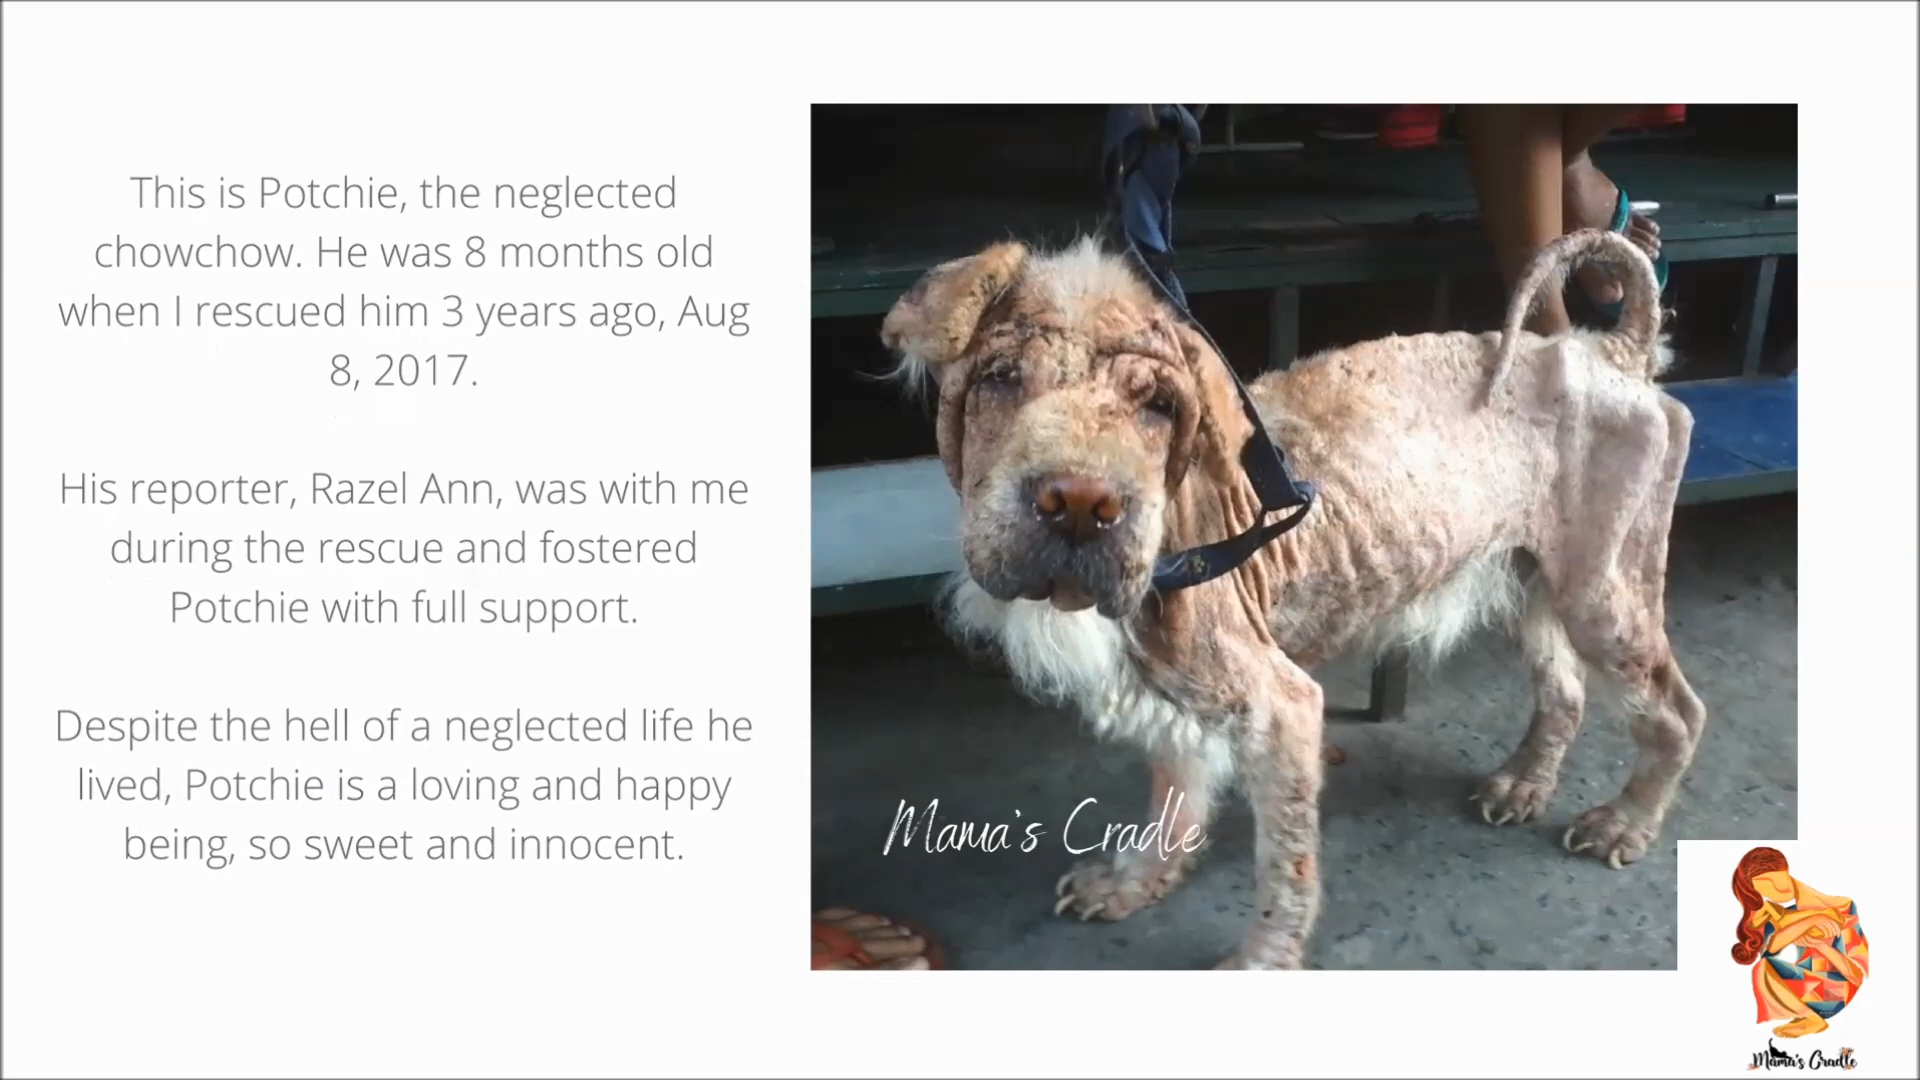 This is Potchie, the neglected
chowchow. He was 8 months old
when I rescued him 3 years ago, Aug
8, 2017.
His reporter, Razel Ann, was with me
during the rescue and fostered
Potchie with full support.
Despite the hell of a neglected life he
lived, Potchie is a loving and happy
being, so sweet and innocent.
Mama's Cradle
Mama's Cradle